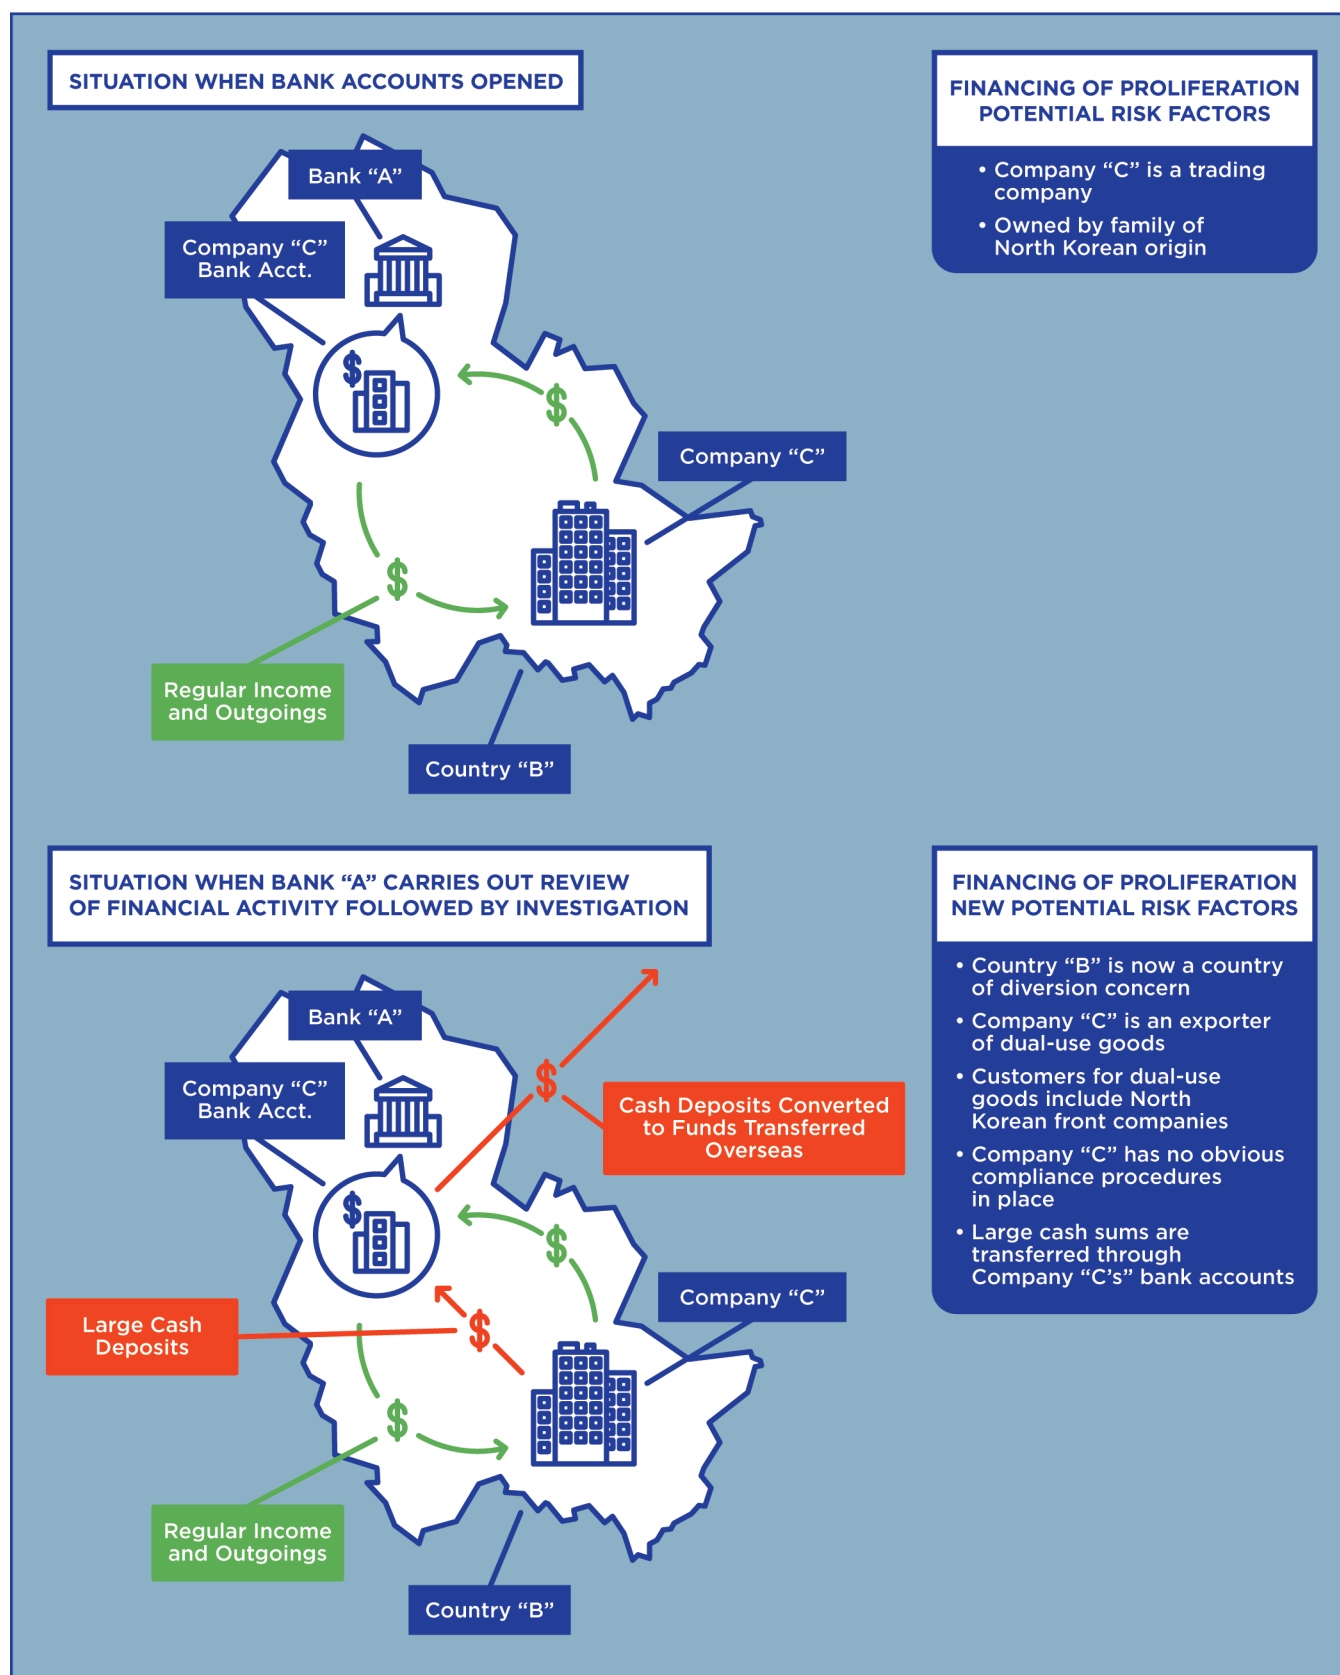 SITUATION WHEN BANK ACCOUNTS OPENED
FINANCING OF PROLIFERATION
POTENTIAL RISK FACTORS
• Company “C” is a trading
company
• Owned by family of
North Korean origin
Bank “A”
Company “C”
Bank Acct.
$
$
Company “C”
$
Regular Income
and Outgoings
Country “B”
SITUATION WHEN BANK “A” CARRIES OUT REVIEW
OF FINANCIAL ACTIVITY FOLLOWED BY INVESTIGATION
FINANCING OF PROLIFERATION
NEW POTENTIAL RISK FACTORS
• Country “B” is now a country
of diversion concern
• Company “C” is an exporter
of dual-use goods
• Customers for dual-use
goods include North
Korean front companies
• Company “C” has no obvious
compliance procedures
in place
• Large cash sums are
transferred through
Company “C’s” bank accounts
Bank “A”
Company “C”
Bank Acct.
$
Cash Deposits Converted
to Funds Transferred
Overseas
$
$
Company “C”
Large Cash
Deposits
$
$
Regular Income
and Outgoings
Country “B”